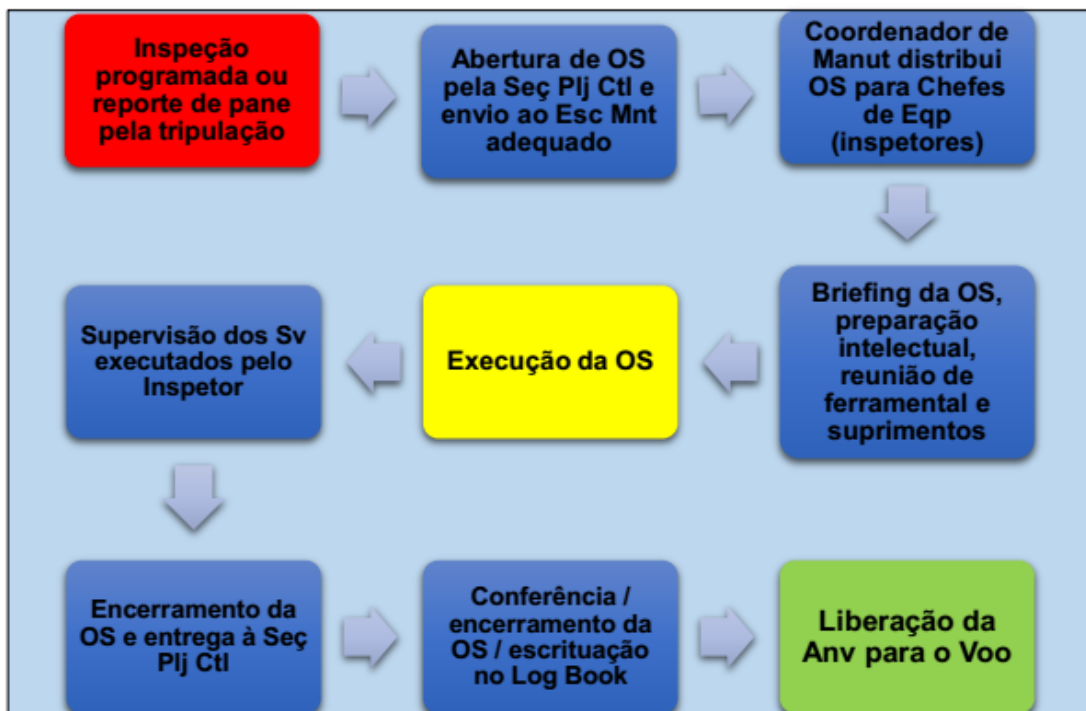 Inspeção
programada ou
reporte de pane
pela tripulação
Abertura de OS
pela Seç Plj Ctl e
envio ao Esc Mnt
adequado
Coordenador de
Manut distribui
OS para Chefes
de Eqp
(inspetores)
Briefing da OS,
preparação
intelectual,
reunião de
ferramental e
suprimentos
Execução da OS
Supervisão dos Sv
executados pelo
Inspetor
Encerramento da
OS e entrega à Seç
Plj Ctl
Conferência /
encerramento da
OS / escrituação
no Log Book
Liberação da
Anv para o Voo